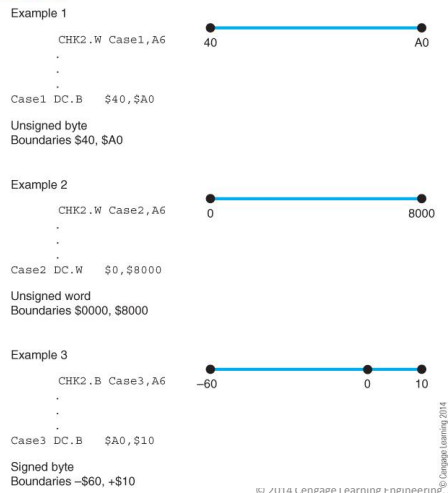 Example 1
CHK2.W Case1,A6
.
.
.
Case1 DC.B $40,$A0
40 A0
Unsigned byte
Boundaries $40, $A0
Example 2
CHK2.W Case2,A6
.
.
.
Case2 DC.W $0,$8000
0 8000
Unsigned word
Boundaries $0000, $8000
Example 3
CHK2.B Case3,A6
.
.
.
Case3 DC.B $A0,$10
–60 0 10
Signed byte
Boundaries –$60, +$10
© Cengage Learning 2014
© 2014 Cengage Learning Engineering